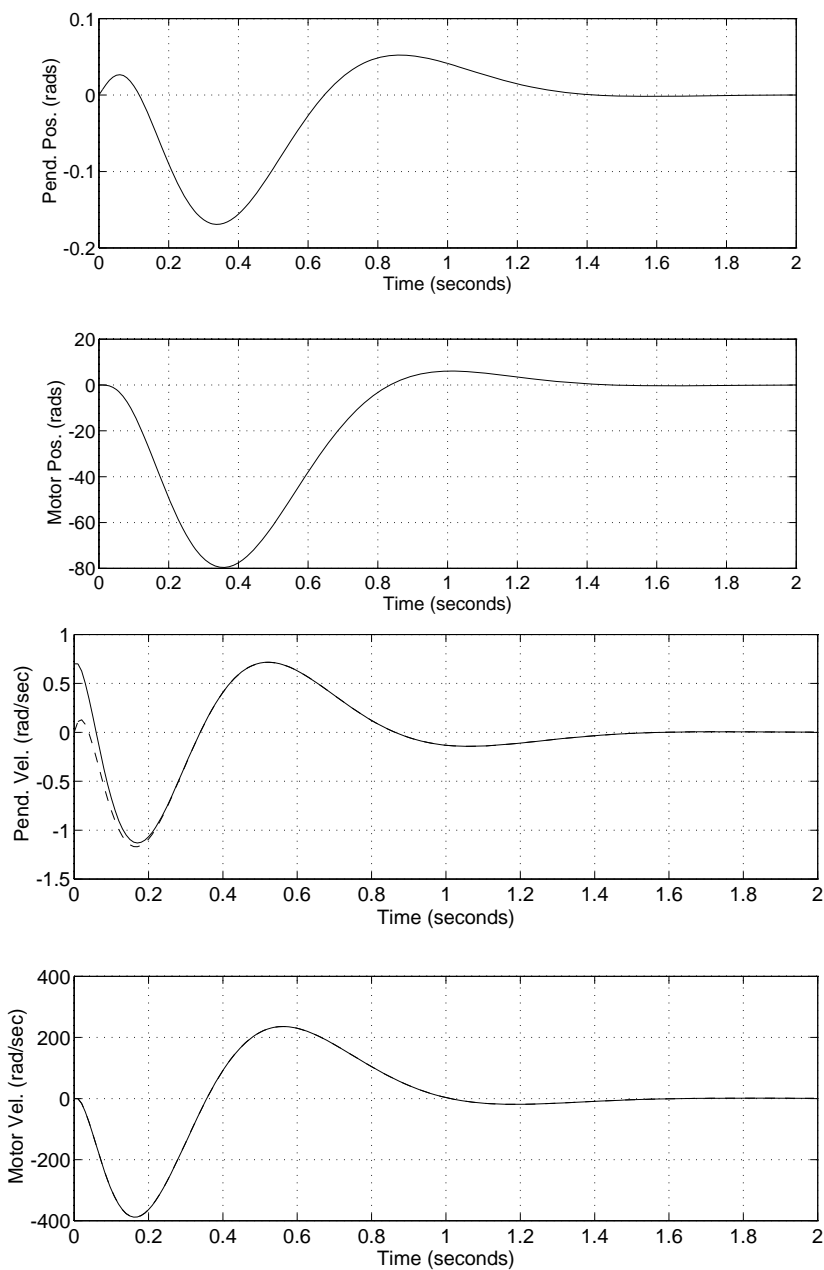 0.1
0
-0.1
-0.2
Pend. Pos. (rads)
0 0.2 0.4 0.6 0.8 1 1.2 1.4 1.6 1.8 2
Time (seconds)
20
0
-20
-40
-60
-80
Motor Pos. (rads)
0 0.2 0.4 0.6 0.8 1 1.2 1.4 1.6 1.8 2
Time (seconds)
1
0.5
0
-0.5
-1
-1.5
Pend. Vel. (rad/sec)
0 0.2 0.4 0.6 0.8 1 1.2 1.4 1.6 1.8 2
Time (seconds)
400
200
0
-200
-400
Motor Vel. (rad/sec)
0 0.2 0.4 0.6 0.8 1 1.2 1.4 1.6 1.8 2
Time (seconds)